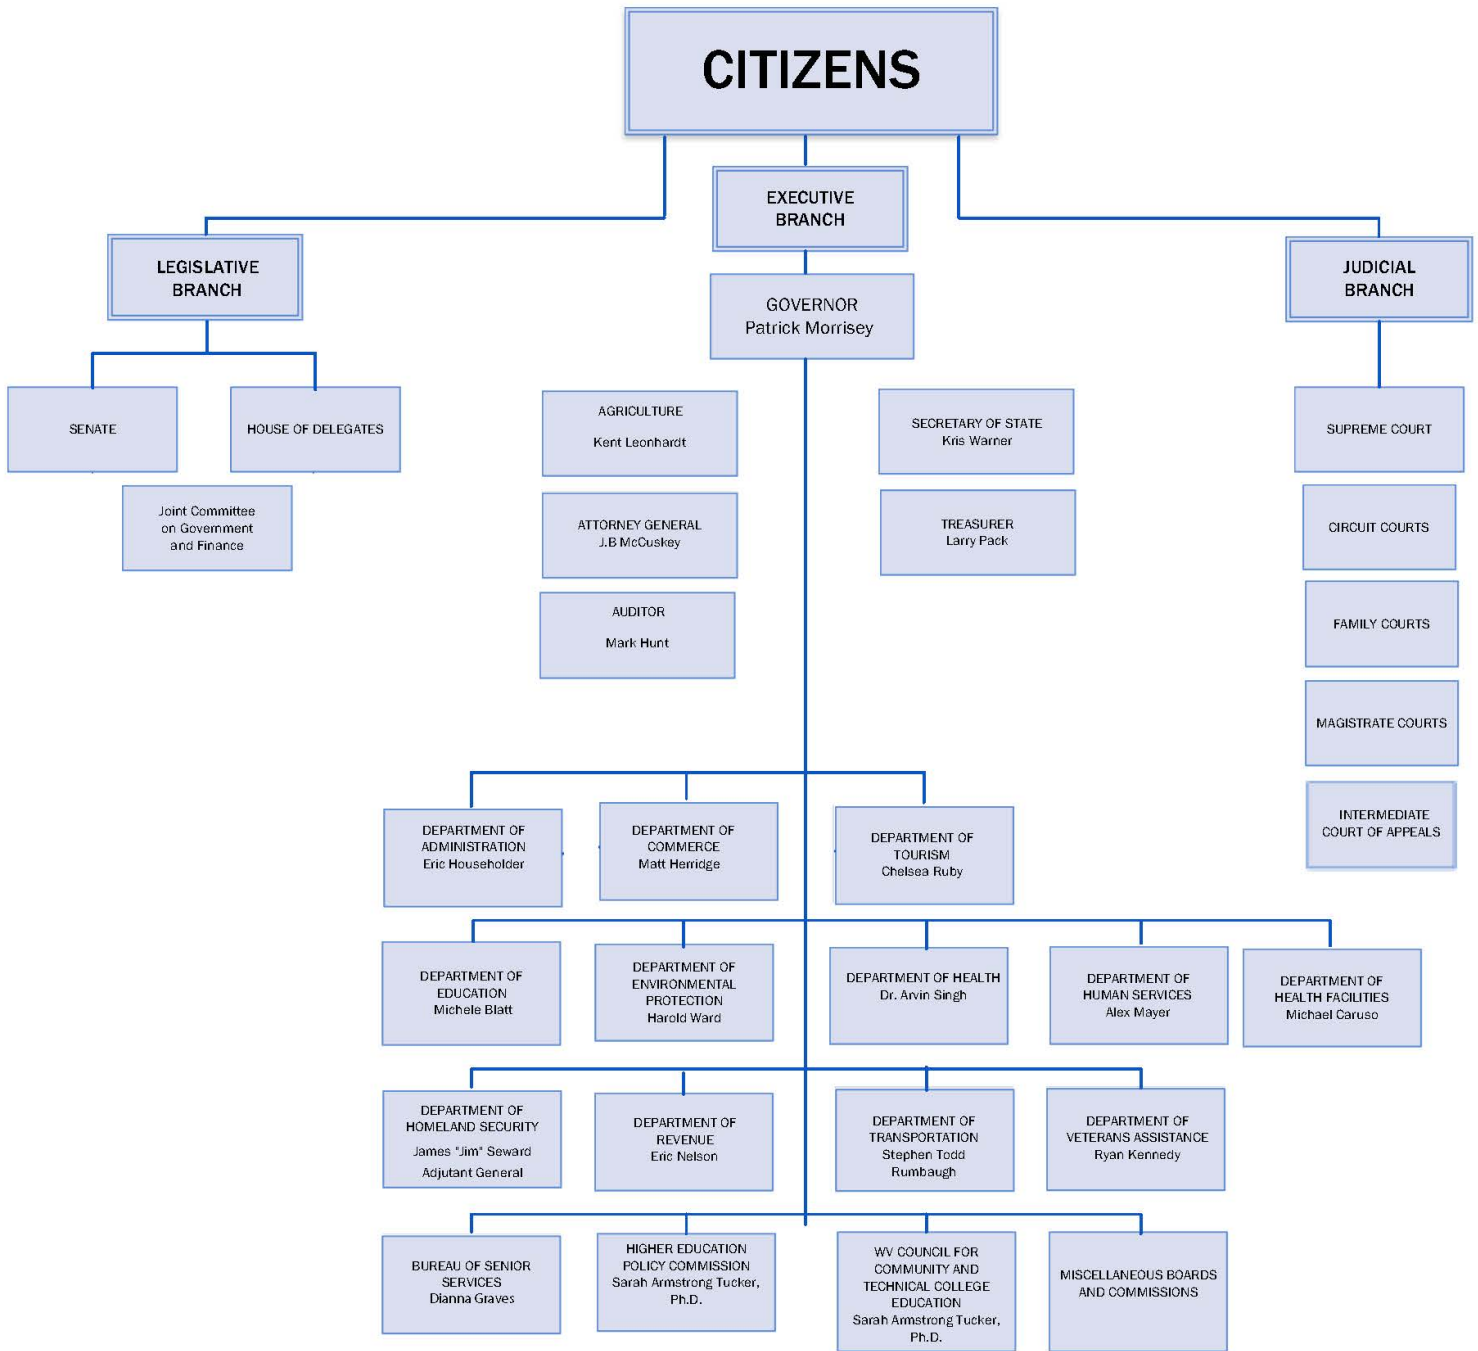 CITIZENS
EXECUTIVE
BRANCH
LEGISLATIVE
BRANCH
JUDICIAL
BRANCH
GOVERNOR
Patrick Morrisey
SENATE
HOUSE OF DELEGATES
Joint Committee
on Government
and Finance
AGRICULTURE
Kent Leonhardt
SECRETARY OF STATE
Kris Warner
ATTORNEY GENERAL
J.B McCuskey
TREASURER
Larry Pack
AUDITOR
Mark Hunt
SUPREME COURT
CIRCUIT COURTS
FAMILY COURTS
MAGISTRATE COURTS
INTERMEDIATE
COURT OF APPEALS
DEPARTMENT OF
ADMINISTRATION
Eric Householder
DEPARTMENT OF
COMMERCE
Matt Herridge
DEPARTMENT OF
TOURISM
Chelsea Ruby
DEPARTMENT OF
EDUCATION
Michele Blatt
DEPARTMENT OF
ENVIRONMENTAL
PROTECTION
Harold Ward
DEPARTMENT OF HEALTH
Dr. Arvin Singh
DEPARTMENT OF
HUMAN SERVICES
Alex Mayer
DEPARTMENT OF
HEALTH FACILITIES
Michael Caruso
DEPARTMENT OF
HOMELAND SECURITY
James "Jim" Seward
Adjutant General
DEPARTMENT OF
REVENUE
Eric Nelson
DEPARTMENT OF
TRANSPORTATION
Stephen Todd
Rumbaugh
DEPARTMENT OF
VETERANS ASSISTANCE
Ryan Kennedy
BUREAU OF SENIOR
SERVICES
Dianna Graves
HIGHER EDUCATION
POLICY COMMISSION
Sarah Armstrong Tucker,
Ph.D.
WV COUNCIL FOR
COMMUNITY AND
TECHNICAL COLLEGE
EDUCATION
Sarah Armstrong Tucker,
Ph.D.
MISCELLANEOUS BOARDS
AND COMMISSIONS